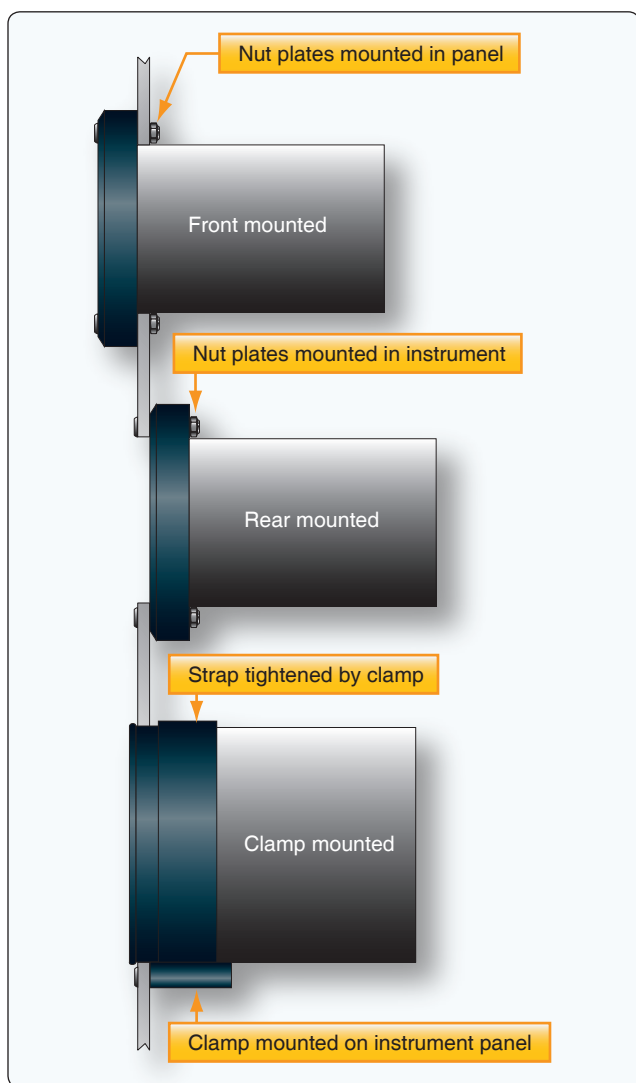 Nut plates mounted in panel
Front mounted
Nut plates mounted in instrument
Rear mounted
Strap tightened by clamp
Clamp mounted
Clamp mounted on instrument panel